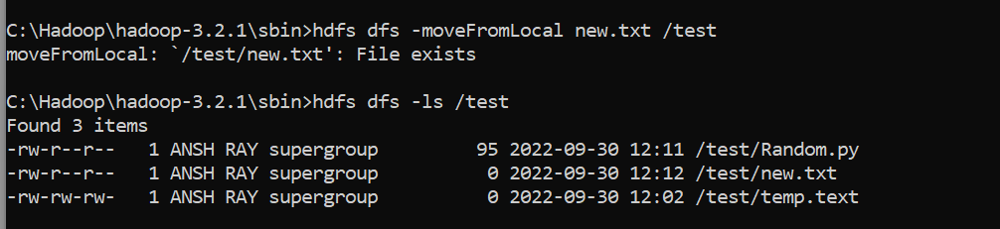 C:\Hadoop\hadoop-3.2.1\sbin>hdfs dfs -moveFromLocal new.txt /test
moveFromLocal: `/test/new.txt': File exists
C:\Hadoop\hadoop-3.2.1\sbin>hdfs dfs -ls /test
Found 3 items
-rw-r--r--   1 ANSH RAY supergroup         95 2022-09-30 12:11 /test/Random.py
-rw-r--r--   1 ANSH RAY supergroup          0 2022-09-30 12:12 /test/new.txt
-rw-rw-rw-   1 ANSH RAY supergroup          0 2022-09-30 12:02 /test/temp.text